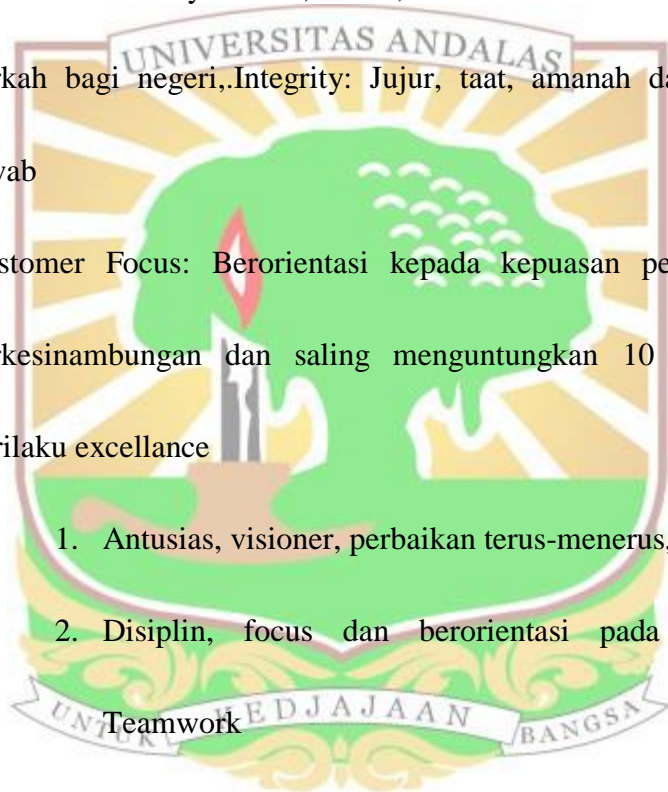 UNIVERSITAS ANDALAS
rkah bagi negeri,.Integrity: Jujur, taat, amanah da
vab
stomer Focus: Berorientasi kepada kepuasan pe
rkesinambungan dan saling menguntungkan 10
rilaku excellance
1. Antusias, visioner, perbaikan terus-menerus,
2. Disiplin, focus dan berorientasi pada
Teamwork
UNTUK KEDJAJAAN BANGSA